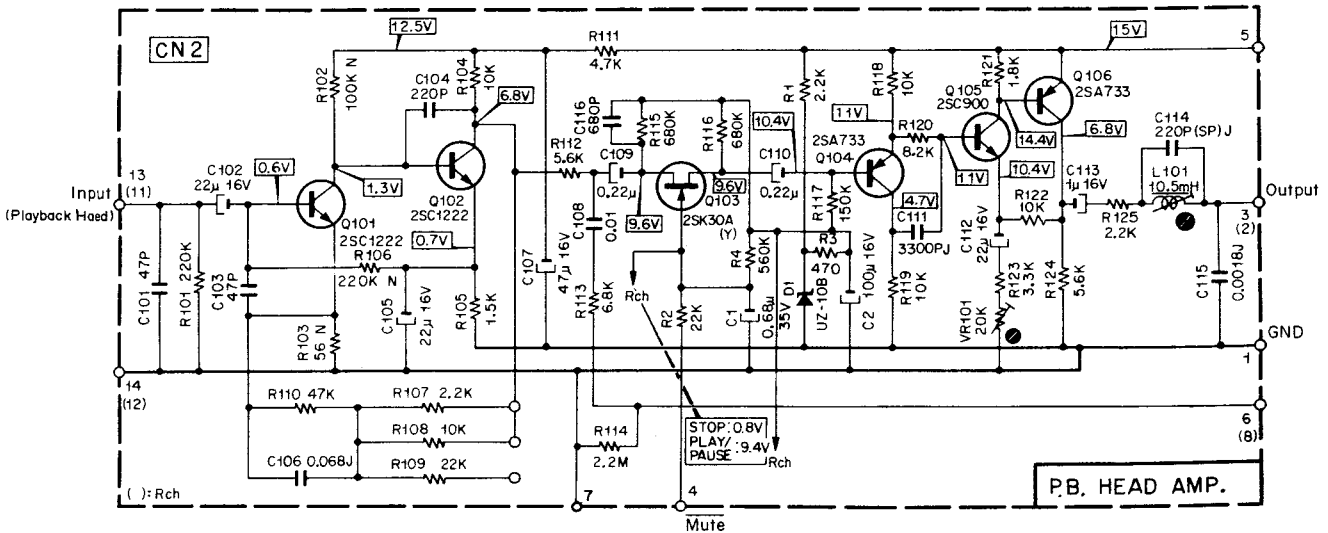 CN2
12.5V
R102
100K N
C104
220P
R104
10K
6.8V
R111
4.7K
C116
680P
R115
680K
R116
680K
R1
2.2K
R118
10K
R121
1.8K
15V
5
Q106
2SA733
Q105
2SC900
C114
220P(SP)J
L101
10.5mH
14.4V
6.8V
10.4V
11V
R120
8.2K
11V
2SA733
Q104
10.4V
C110
0.22μ
R112
5.6K
C109
0.22μ
9.6V
9.6V
Q103
2SK30A
(Y)
Input
13
(11)
(Playback Haed)
C102
22μ 16V
0.6V
1.3V
Q101
2SC1222
Q102
2SC1222
0.7V
C108
0.01
R117
150K
4.7V
C111
3300PJ
R122
10K
C113
1μ 16V
R125
2.2K
Output
3
(2)
C101
47P
R101
220K
C103
47P
R106
220K N
C105
22μ 16V
R103
56 N
R105
1.5K
C107
47μ 16V
R113
6.8K
Rch
R2
22K
R4
560K
C1
0.68μ
35V
R3
470
D1
UZ-10B
C2
100μ 16V
R119
10K
C112
22μ 16V
R123
3.3K
VR101
20K
R124
5.6K
C115
0.0018J
GND
1
14
(12)
R110 47K
R107 2.2K
R108 10K
C106 0.068J
R109 22K
R114
2.2M
STOP:0.8V
PLAY/
PAUSE:9.4V
Rch
6
(8)
( ): Rch
7
4
Mute
P.B. HEAD AMP.